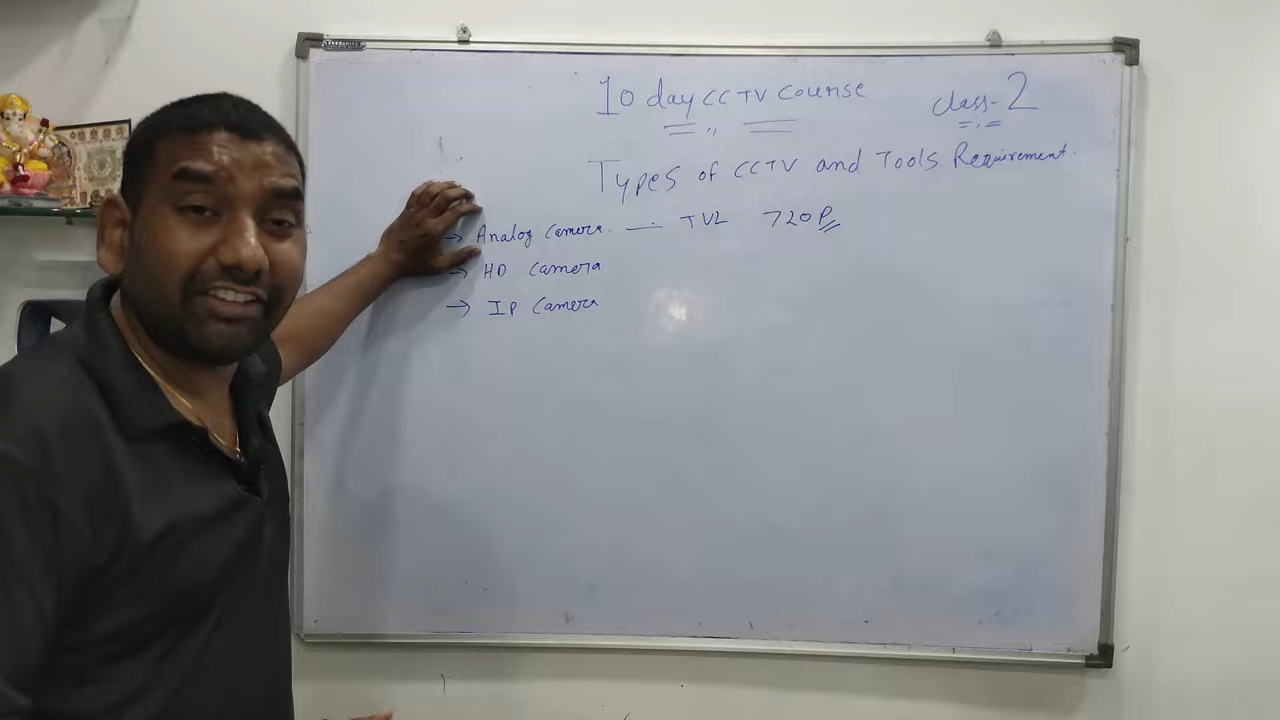 10 day CCTV Course Class-2
Types of CCTV and Tools Requirement.
→ Analog Camera. — TVL 720P
→ HD Camera
→ IP Camera